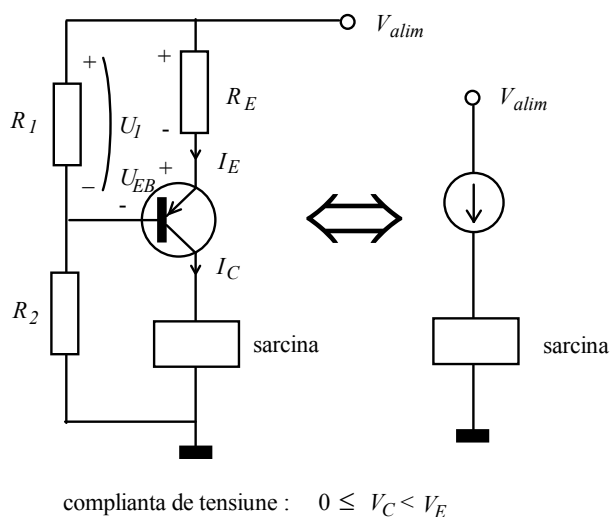 V_alim
+
+
R_E
R_1
U_1
-
I_E
–
U_EB
+
-
V_alim
I_C
R_2
sarcina
sarcina
complianta de tensiune : 0 ≤ V_C < V_E